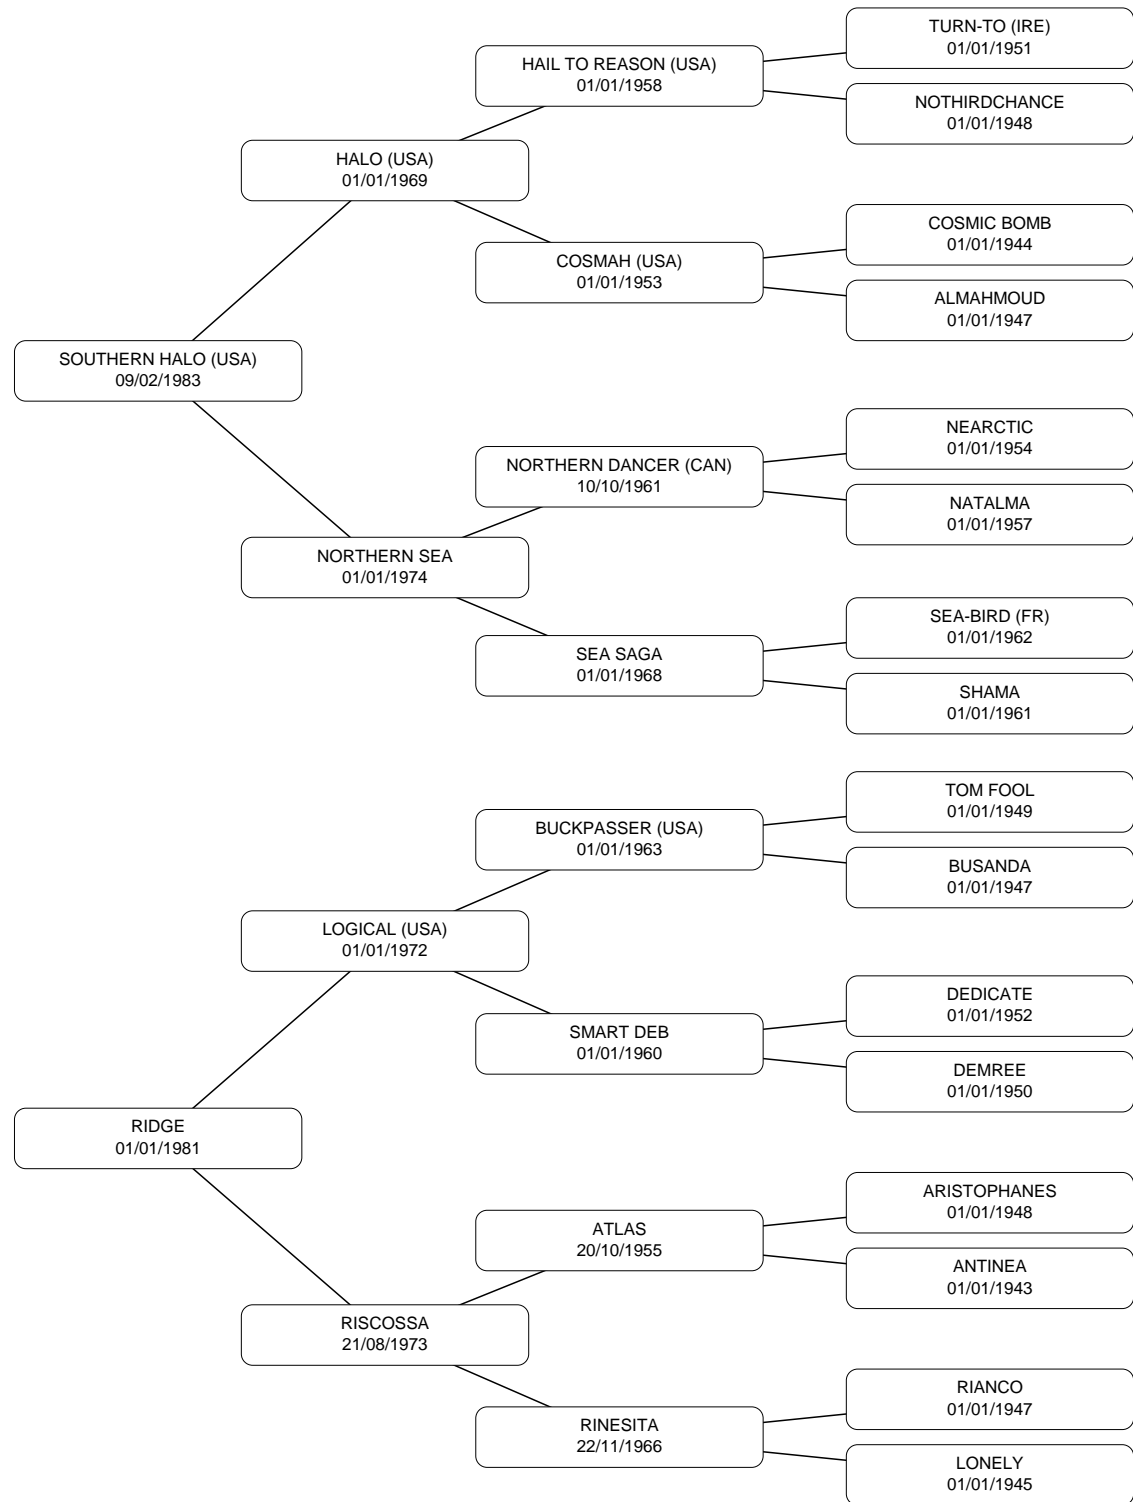 TURN-TO (IRE)
01/01/1951
HAIL TO REASON (USA)
01/01/1958
NOTHIRDCHANCE
01/01/1948
HALO (USA)
01/01/1969
COSMIC BOMB
01/01/1944
COSMAH (USA)
01/01/1953
ALMAHMOUD
01/01/1947
SOUTHERN HALO (USA)
09/02/1983
NEARCTIC
01/01/1954
NORTHERN DANCER (CAN)
10/10/1961
NATALMA
01/01/1957
NORTHERN SEA
01/01/1974
SEA-BIRD (FR)
01/01/1962
SEA SAGA
01/01/1968
SHAMA
01/01/1961
TOM FOOL
01/01/1949
BUCKPASSER (USA)
01/01/1963
BUSANDA
01/01/1947
LOGICAL (USA)
01/01/1972
DEDICATE
01/01/1952
SMART DEB
01/01/1960
DEMREE
01/01/1950
RIDGE
01/01/1981
ARISTOPHANES
01/01/1948
ATLAS
20/10/1955
ANTINEA
01/01/1943
RISCOSSA
21/08/1973
RIANCO
01/01/1947
RINESITA
22/11/1966
LONELY
01/01/1945